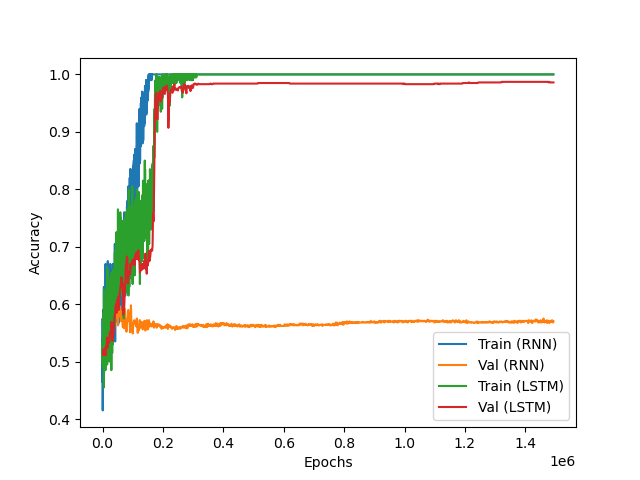 1.0
0.9
0.8
0.7
0.6
0.5
0.4
Accuracy
0.0 0.2 0.4 0.6 0.8 1.0 1.2 1.4
1e6
Epochs
Train (RNN)
Val (RNN)
Train (LSTM)
Val (LSTM)